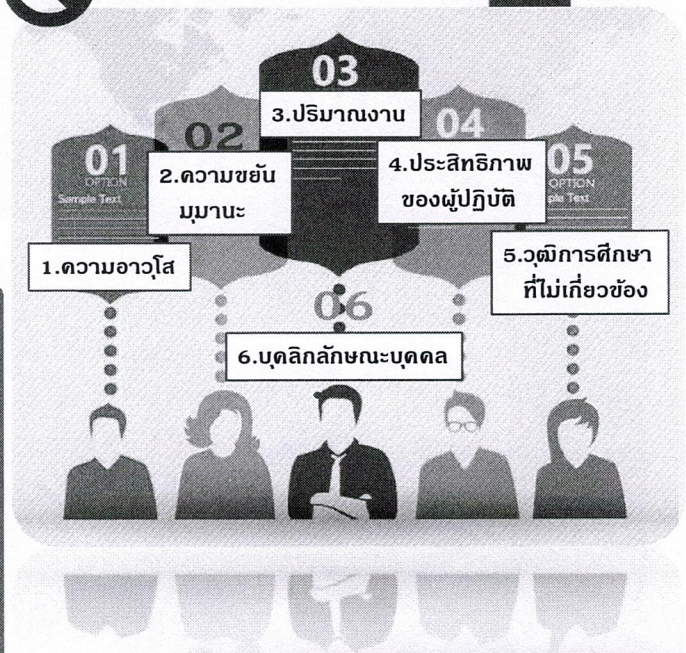 03
3.ปริมาณงาน
02
04
01
OPTION
Sample Text
2.ความขยัน
มุมานะ
4.ประสิทธิภาพ
ของผู้ปฏิบัติ
05
OPTION
ple Text
1.ความอาวุโส
5.วุฒิการศึกษา
ที่ไม่เกี่ยวข้อง
06
6.บุคลิกลักษณะบุคคล